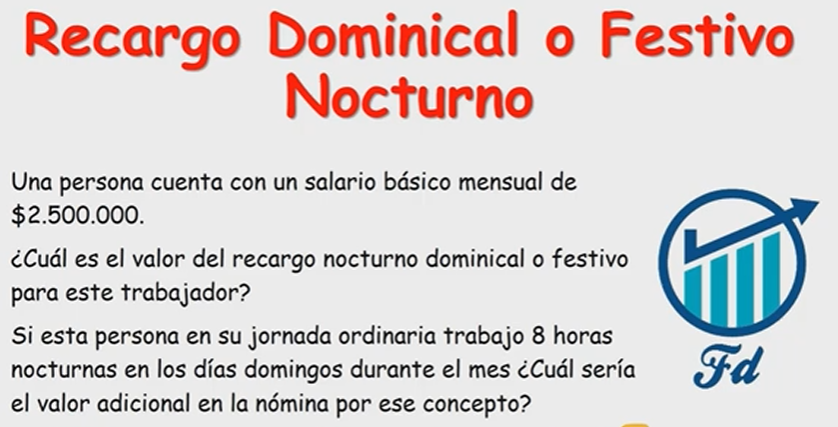 Recargo Dominical o Festivo
Nocturno
Una persona cuenta con un salario básico mensual de
$2.500.000.
¿Cuál es el valor del recargo nocturno dominical o festivo
para este trabajador?
Si esta persona en su jornada ordinaria trabajo 8 horas
nocturnas en los días domingos durante el mes ¿Cuál sería
el valor adicional en la nómina por ese concepto?
Fd